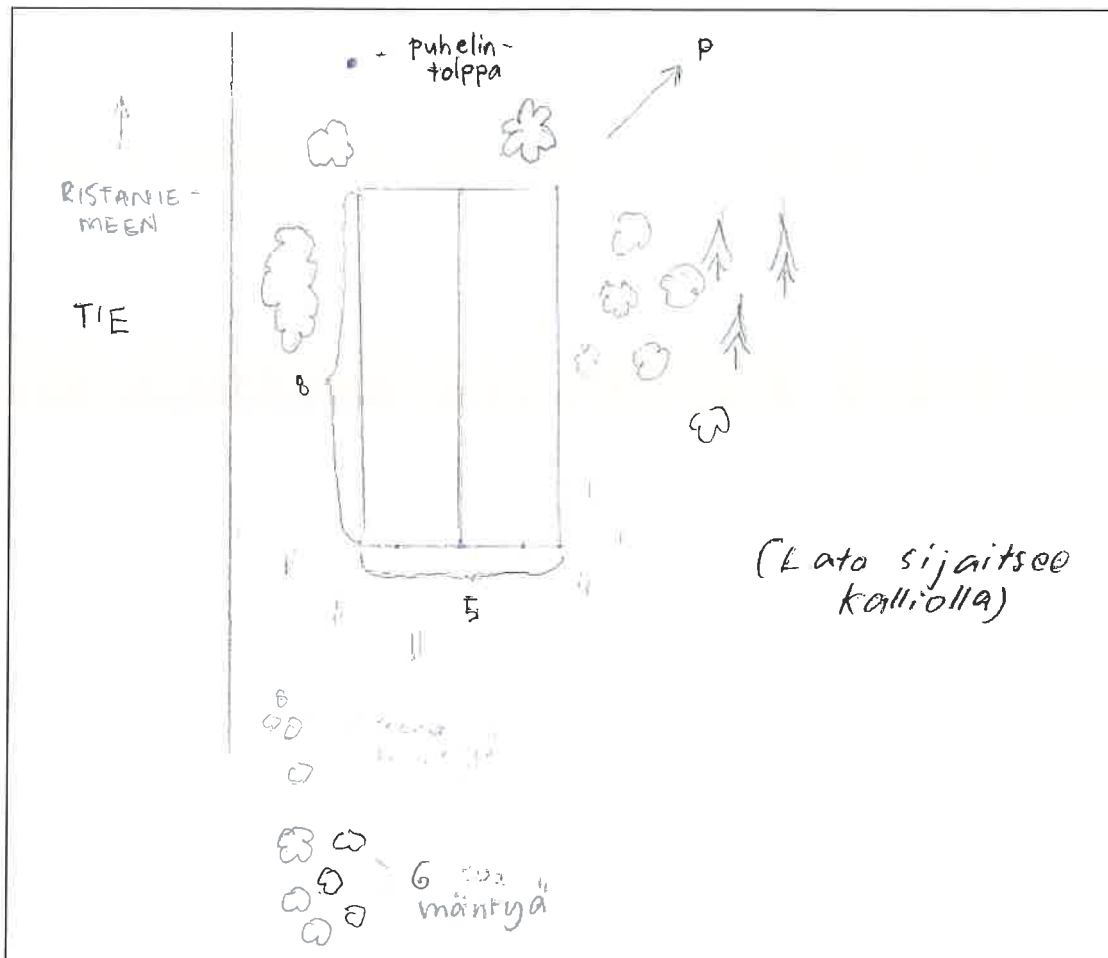 puhelin-
tolppa
P
RISTANIE-
MEEN
TIE
8
5
(Lato sijaitsee
kalliolla)
6
mäntyä